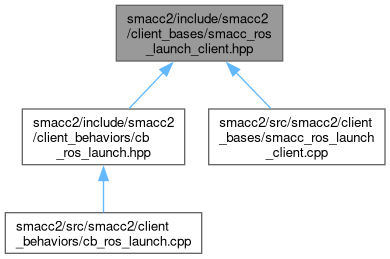 smacc2/include/smacc2
/client_bases/smacc_ros
_launch_client.hpp
smacc2/include/smacc2
/client_behaviors/cb
_ros_launch.hpp
smacc2/src/smacc2/client
_bases/smacc_ros_launch
_client.cpp
smacc2/src/smacc2/client
_behaviors/cb_ros_launch.cpp